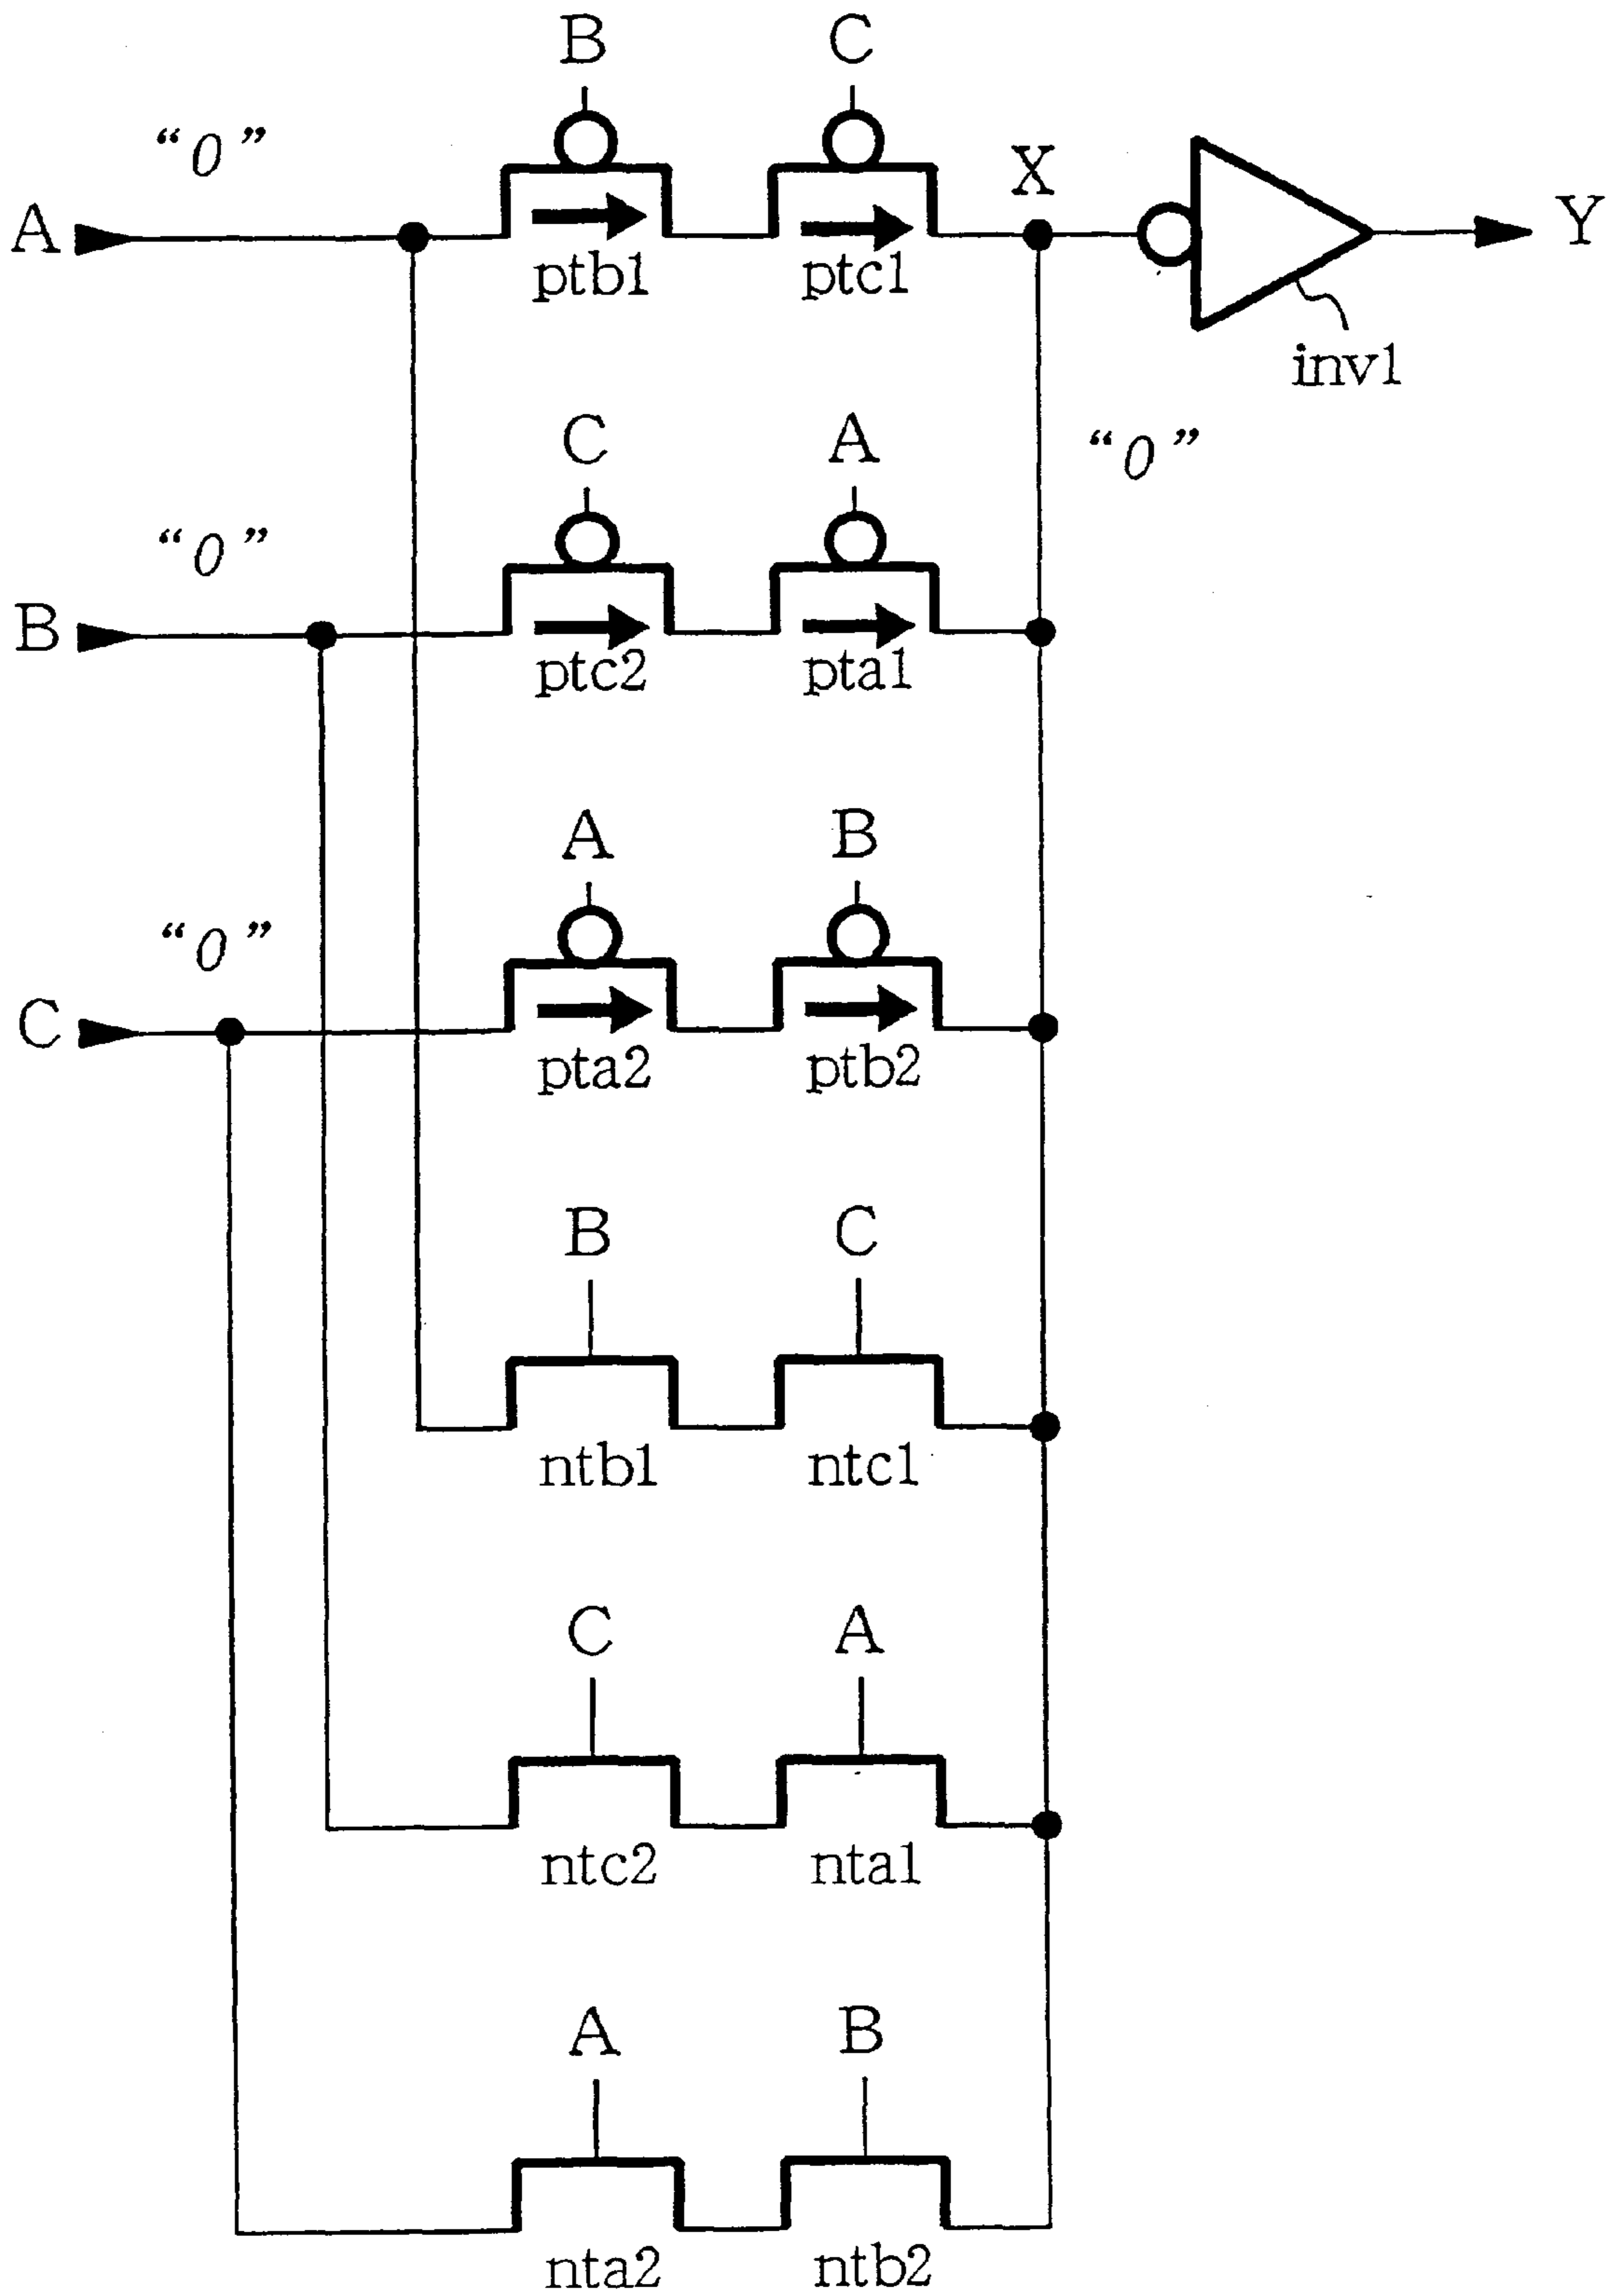 B C
“0”
A X Y
ptb1 ptc1
inv1
C A
“0”
“0”
B
ptc2 pta1
A B
“0”
C
pta2 ptb2
B C
ntb1 ntc1
C A
ntc2 nta1
A B
nta2 ntb2